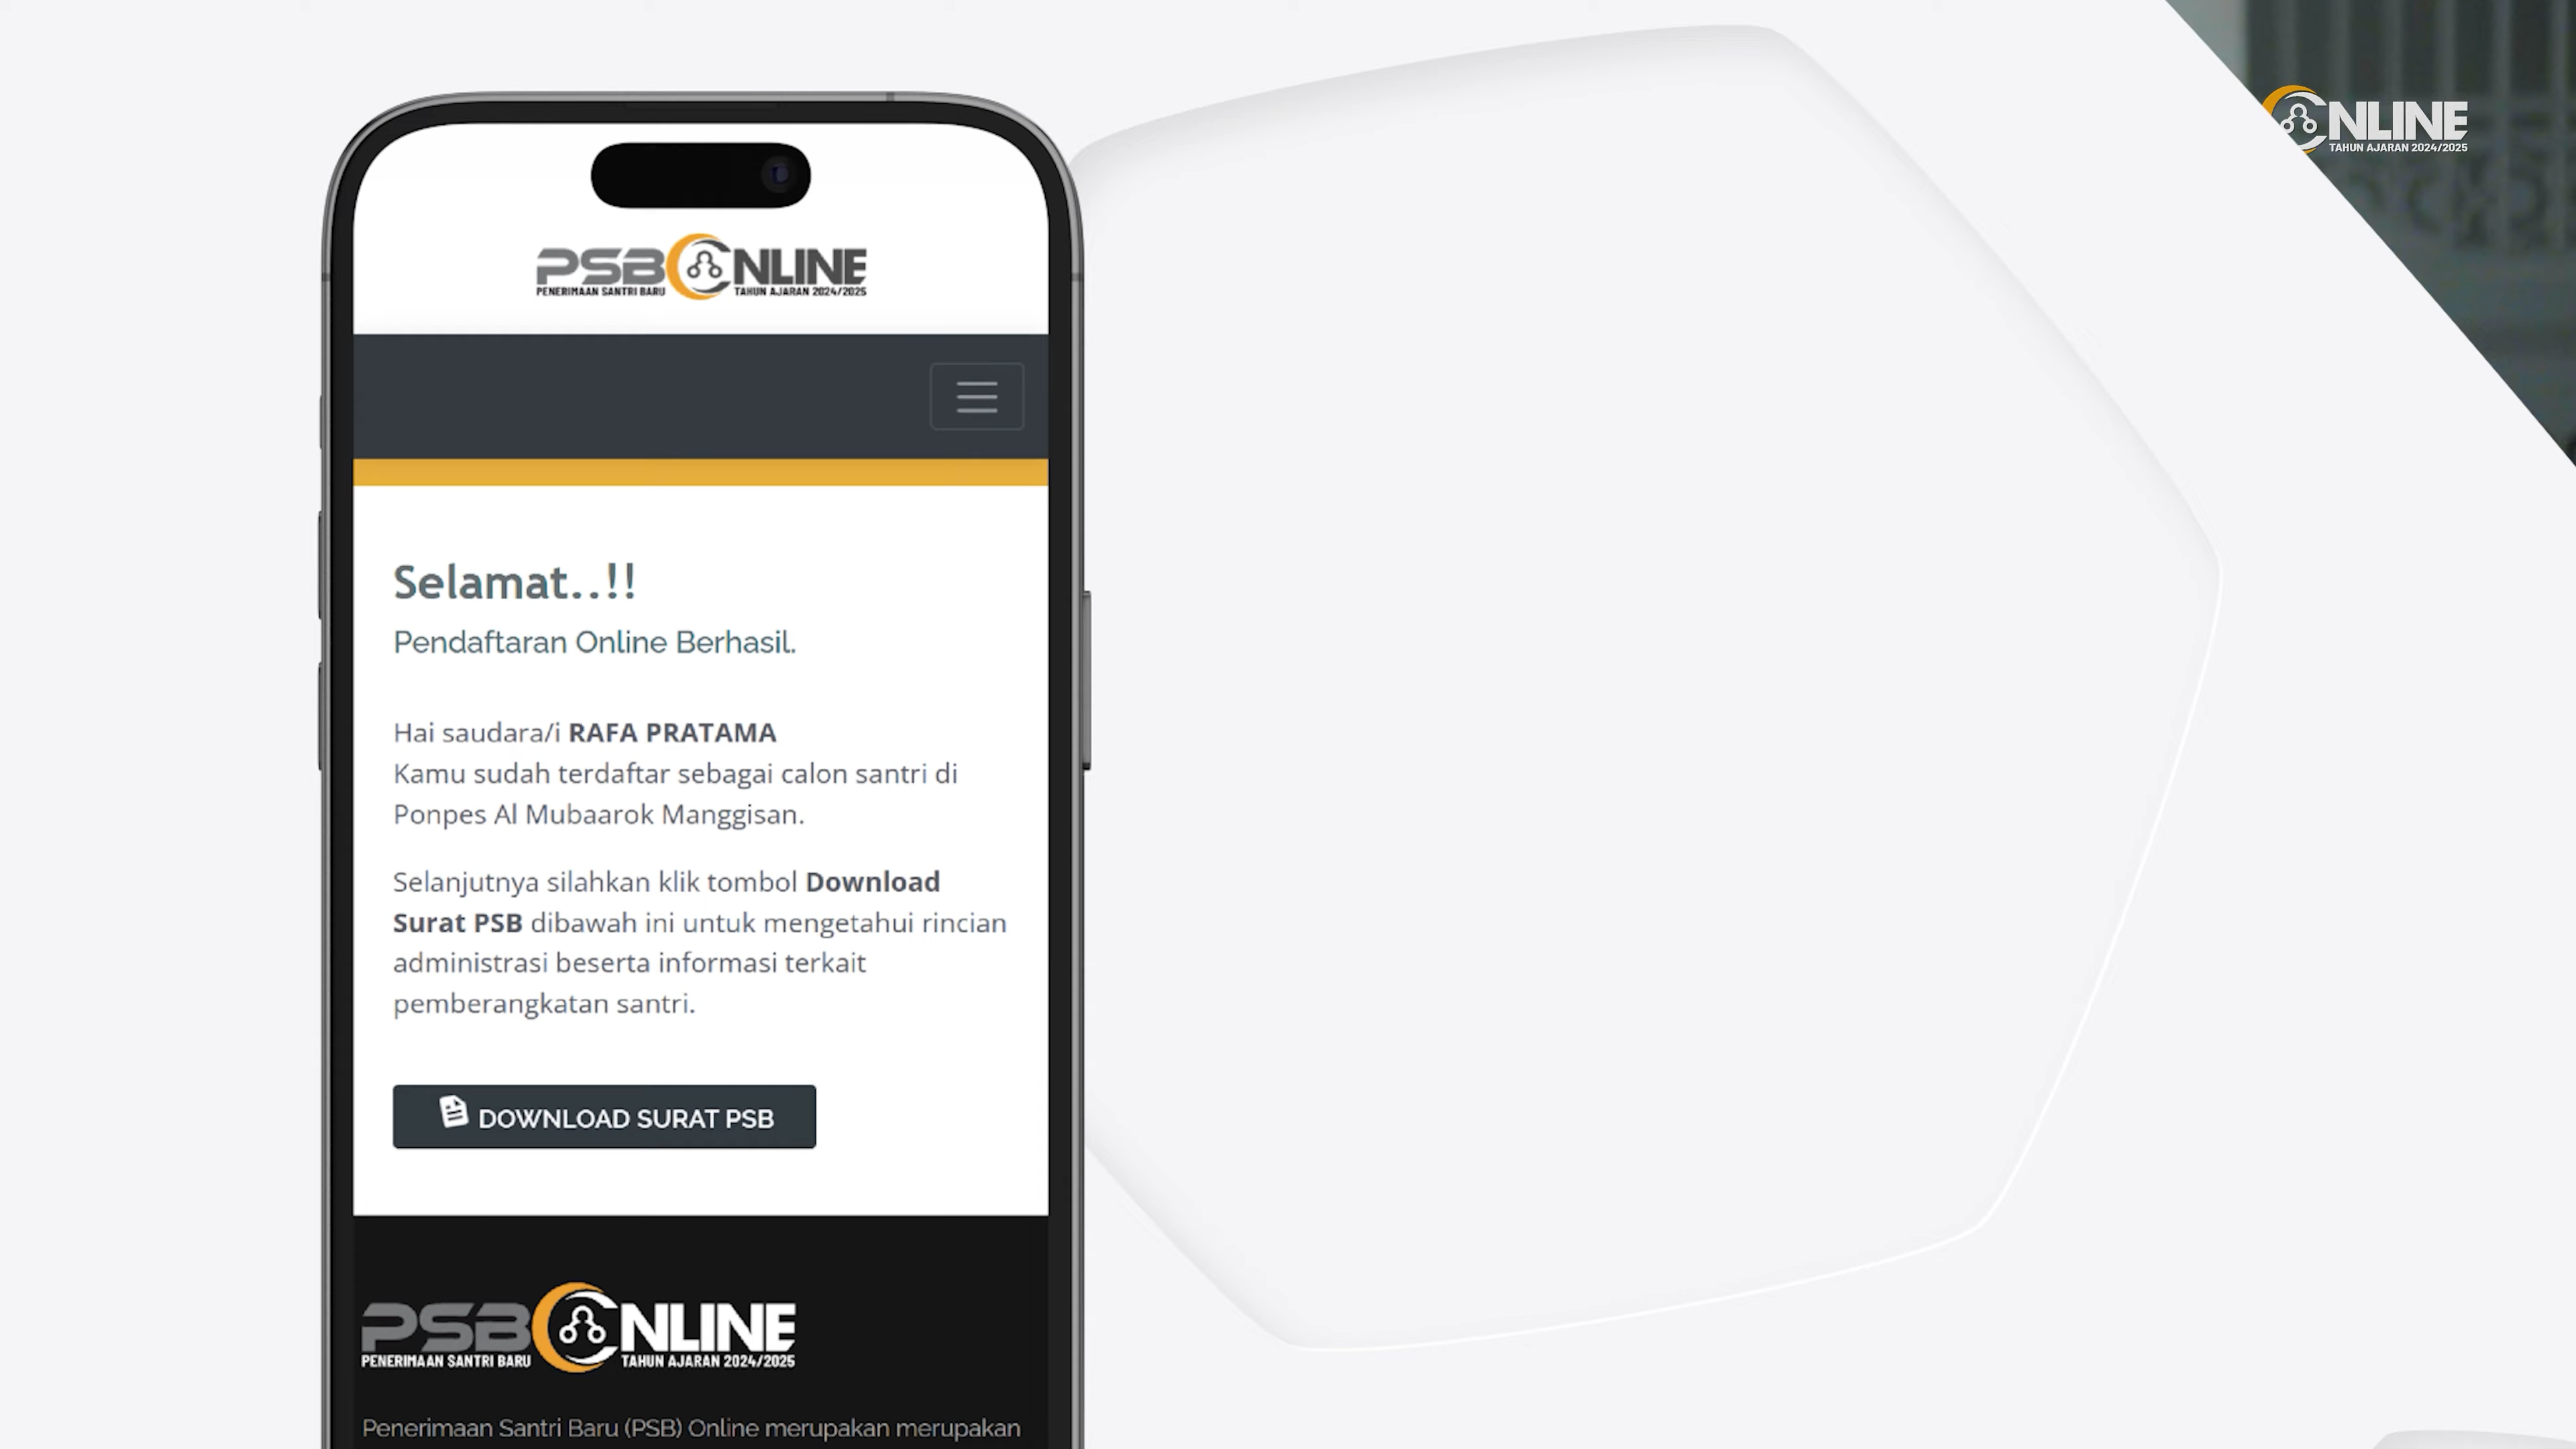 PSB ONLINE
PENERIMAAN SANTRI BARU TAHUN AJARAN 2024/2025
Selamat..!!
Pendaftaran Online Berhasil.
Hai saudara/i RAFA PRATAMA
Kamu sudah terdaftar sebagai calon santri di
Ponpes Al Mubaarok Manggisan.
Selanjutnya silahkan klik tombol Download
Surat PSB dibawah ini untuk mengetahui rincian
administrasi beserta informasi terkait
pemberangkatan santri.
DOWNLOAD SURAT PSB
PSB ONLINE
PENERIMAAN SANTRI BARU TAHUN AJARAN 2024/2025
Penerimaan Santri Baru (PSB) Online merupakan merupakan
ONLINE
TAHUN AJARAN 2024/2025